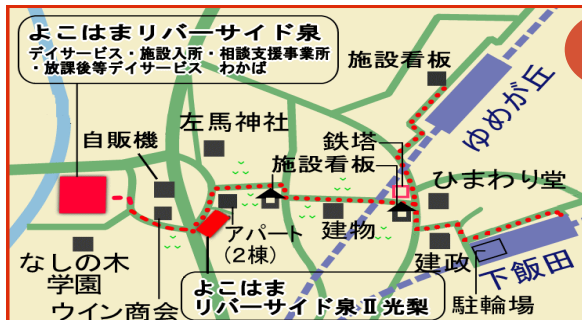 よこはまリバーサイド泉
デイサービス・施設入所・相談支援事業所
・放課後等デイサービス　わかば
施設看板
ゆめが丘
左馬神社
自販機
鉄塔
施設看板
ひまわり堂
アパート
(2棟)
建物
建政
なしの木
学園
ウイン商会
よこはま
リバーサイド泉Ⅱ光梨
下飯田
駐輪場